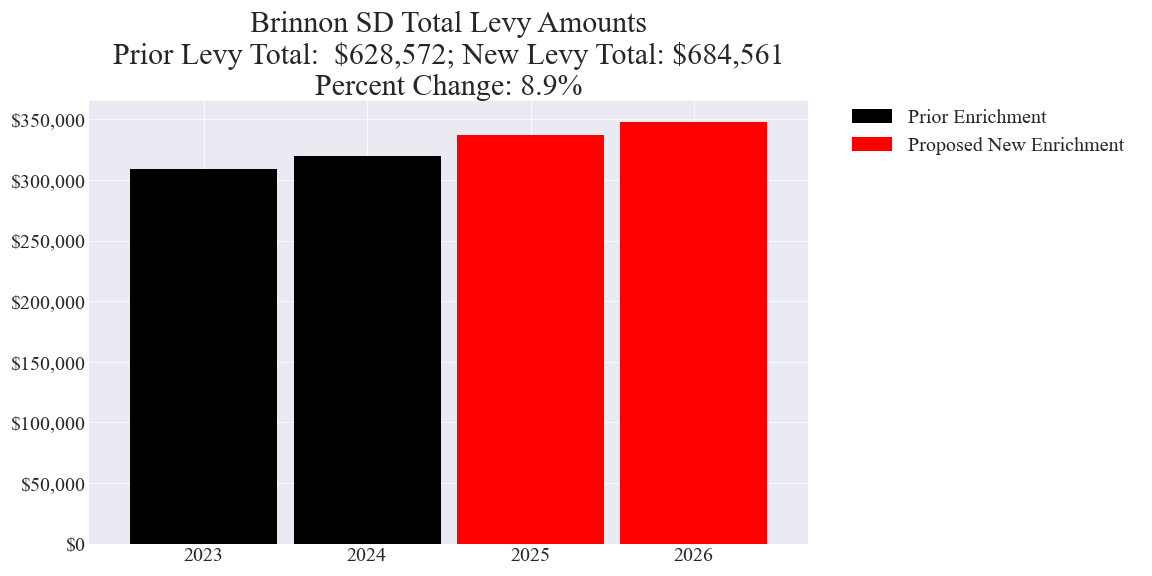 Brinnon SD Total Levy Amounts
Prior Levy Total:  $628,572; New Levy Total: $684,561
Percent Change: 8.9%
Prior Enrichment
Proposed New Enrichment
$350,000
$300,000
$250,000
$200,000
$150,000
$100,000
$50,000
$0
2023 2024 2025 2026